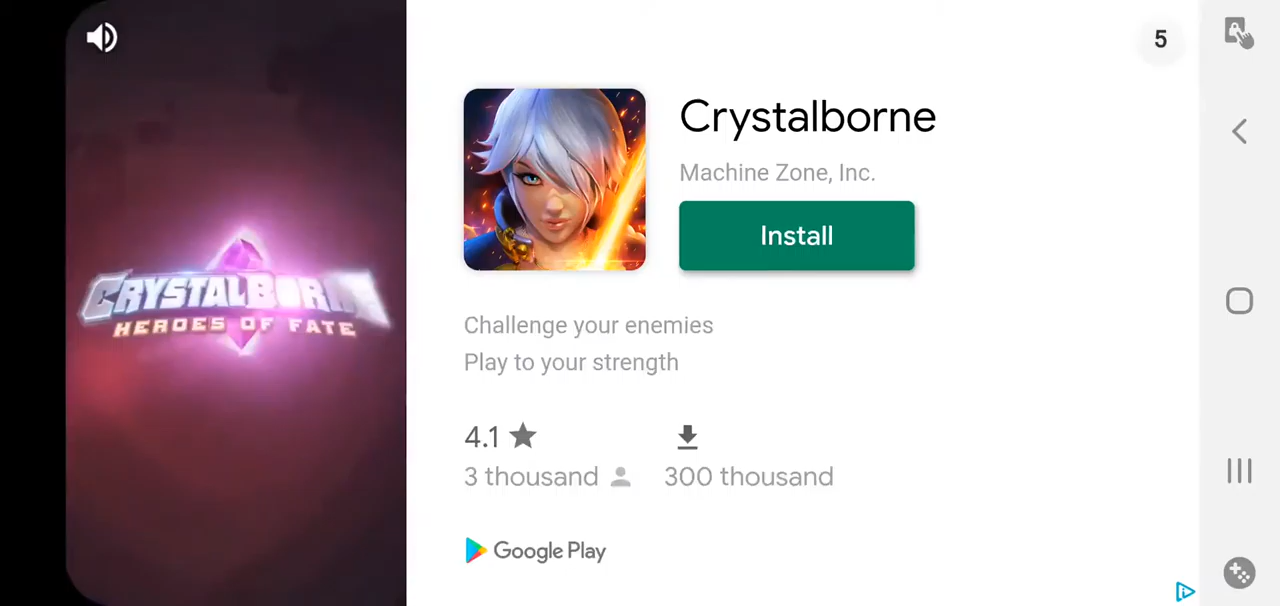 5
CRYSTALBORNE
HEROES OF FATE
Crystalborne
Machine Zone, Inc.
Install
Challenge your enemies
Play to your strength
4.1
3 thousand
300 thousand
Google Play